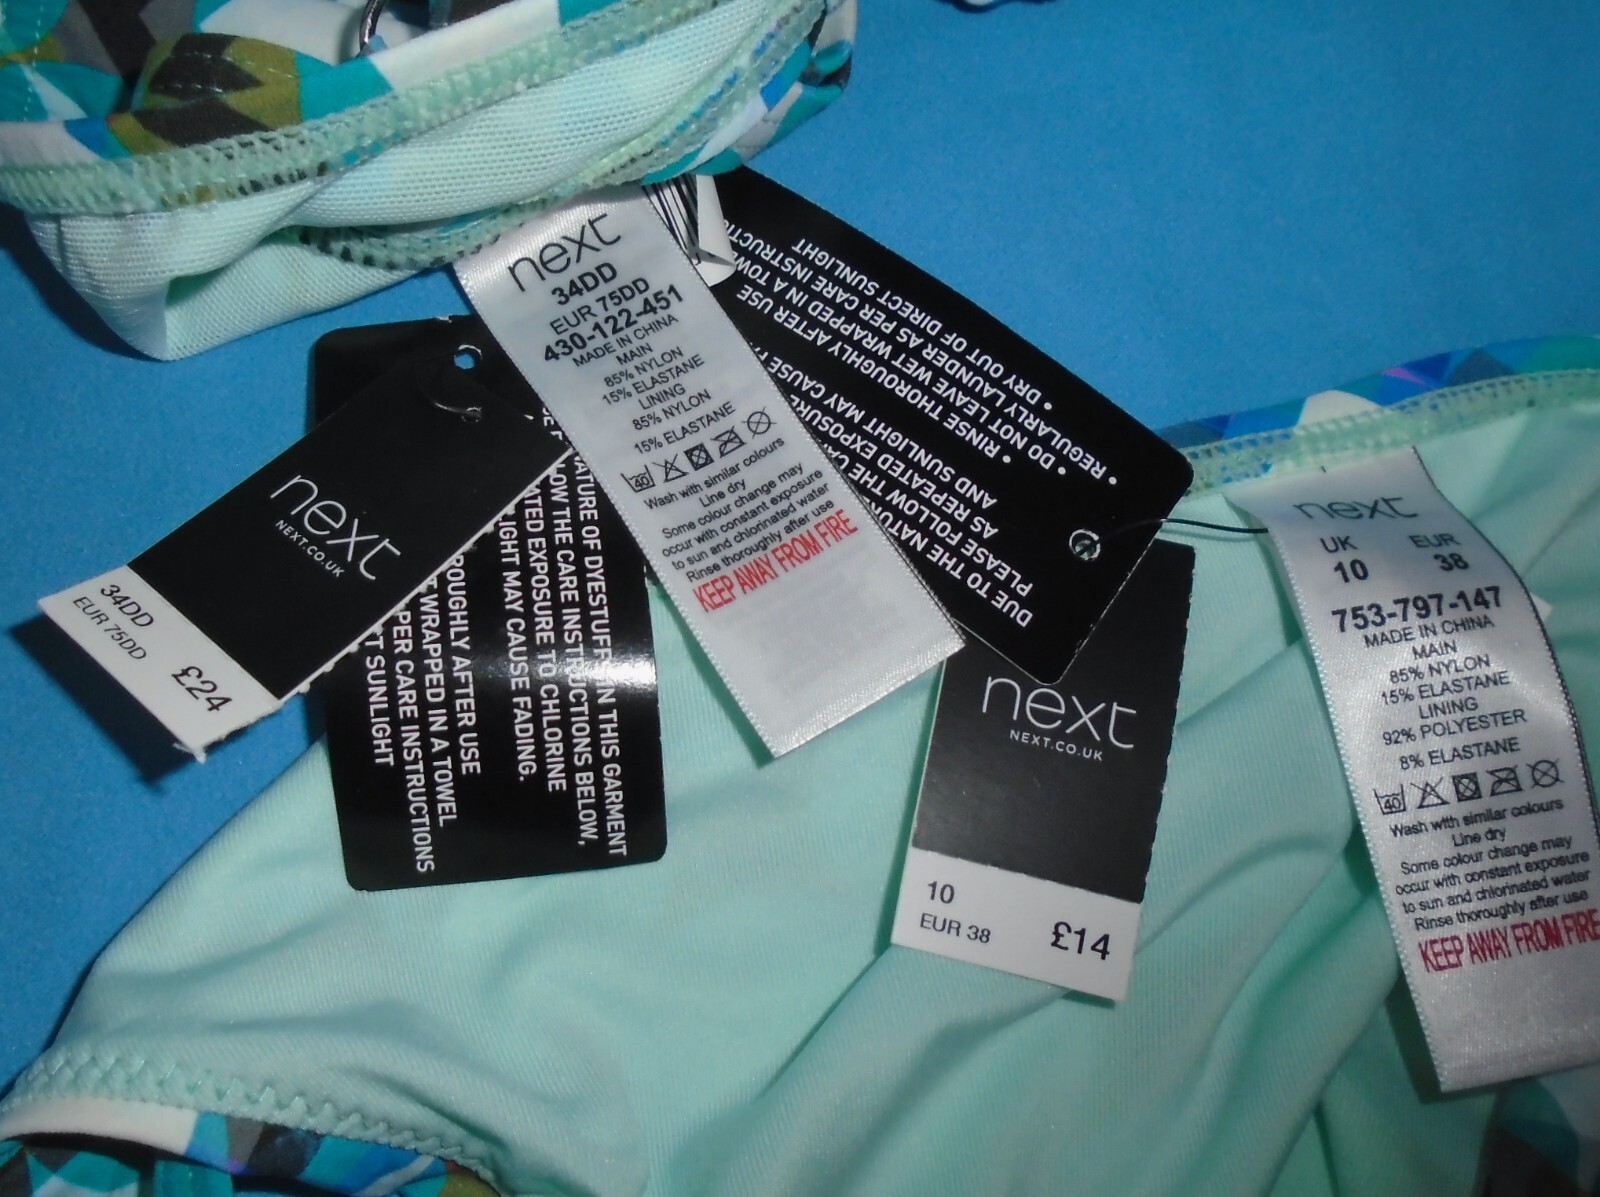 next
34DD
EUR 75DD
430-122-451
MADE IN CHINA
MAIN
85% NYLON
15% ELASTANE
LINING
85% NYLON
15% ELASTANE
40
Wash with similar colours
Line dry
Some colour change may
occur with constant exposure
to sun and chlorinated water
Rinse thoroughly after use
KEEP AWAY FROM FIRE
next
NEXT.CO.UK
34DD
EUR 75DD
£24
ATURE OF DYESTUFFS IN THIS GARMENT
OW THE CARE INSTRUCTIONS BELOW,
TED EXPOSURE TO CHLORINE
LIGHT MAY CAUSE FADING.
ROUGHLY AFTER USE
T WRAPPED IN A TOWEL
PER CARE INSTRUCTIONS
T SUNLIGHT
DUE TO THE NATUR
PLEASE FOLLOW THE CA
AS REPEATED EXPOSURE
AND SUNLIGHT MAY CAUSE F
• RINSE THOROUGHLY AFTER USE
• DO NOT LEAVE WET WRAPPED IN A TOWE
REGULARLY LAUNDER AS PER CARE INSTRUCTIO
• DRY OUT OF DIRECT SUNLIGHT
next
NEXT.CO.UK
10
EUR 38
£14
next
UK EUR
10 38
753-797-147
MADE IN CHINA
MAIN
85% NYLON
15% ELASTANE
LINING
92% POLYESTER
8% ELASTANE
40
Wash with similar colours
Line dry
Some colour change may
occur with constant exposure
to sun and chlorinated water
Rinse thoroughly after use
KEEP AWAY FROM FIRE